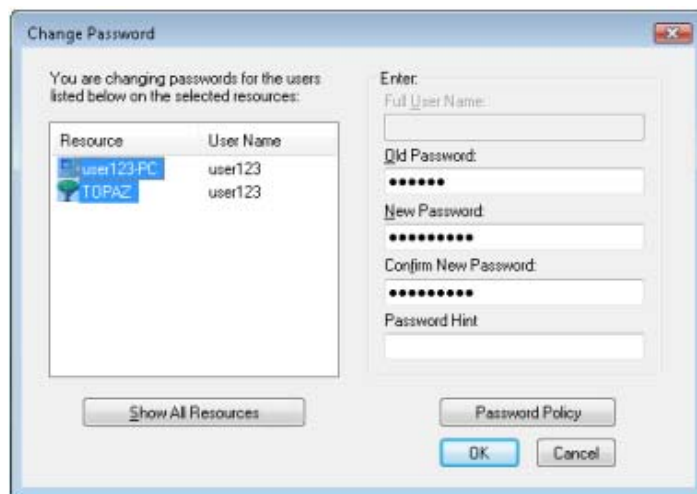 Change Password
You are changing passwords for the users
listed below on the selected resources:
Resource User Name
user123-PC user123
TOPAZ user123
Show All Resources
Enter:
Full User Name:
Old Password:
●●●●●●
New Password:
●●●●●●●●●
Confirm New Password:
●●●●●●●●●
Password Hint
Password Policy
OK Cancel